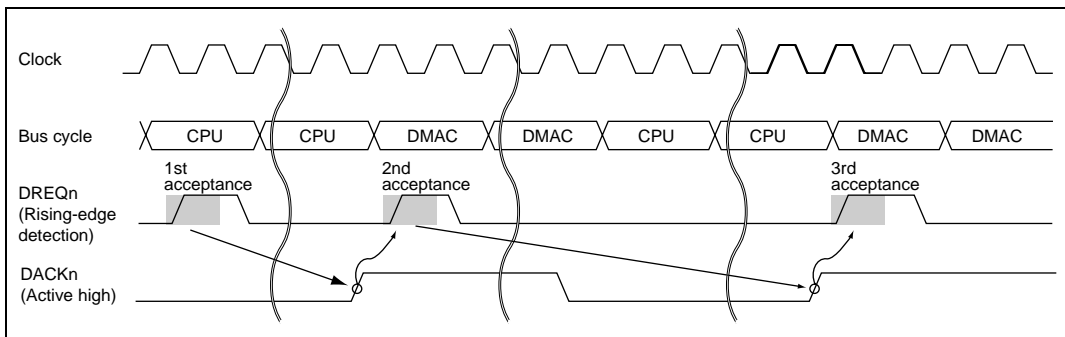 Clock
Bus cycle
CPU
CPU
DMAC
DMAC
CPU
CPU
DMAC
DMAC
DREQn
(Rising-edge
detection)
1st
acceptance
2nd
acceptance
3rd
acceptance
DACKn
(Active high)